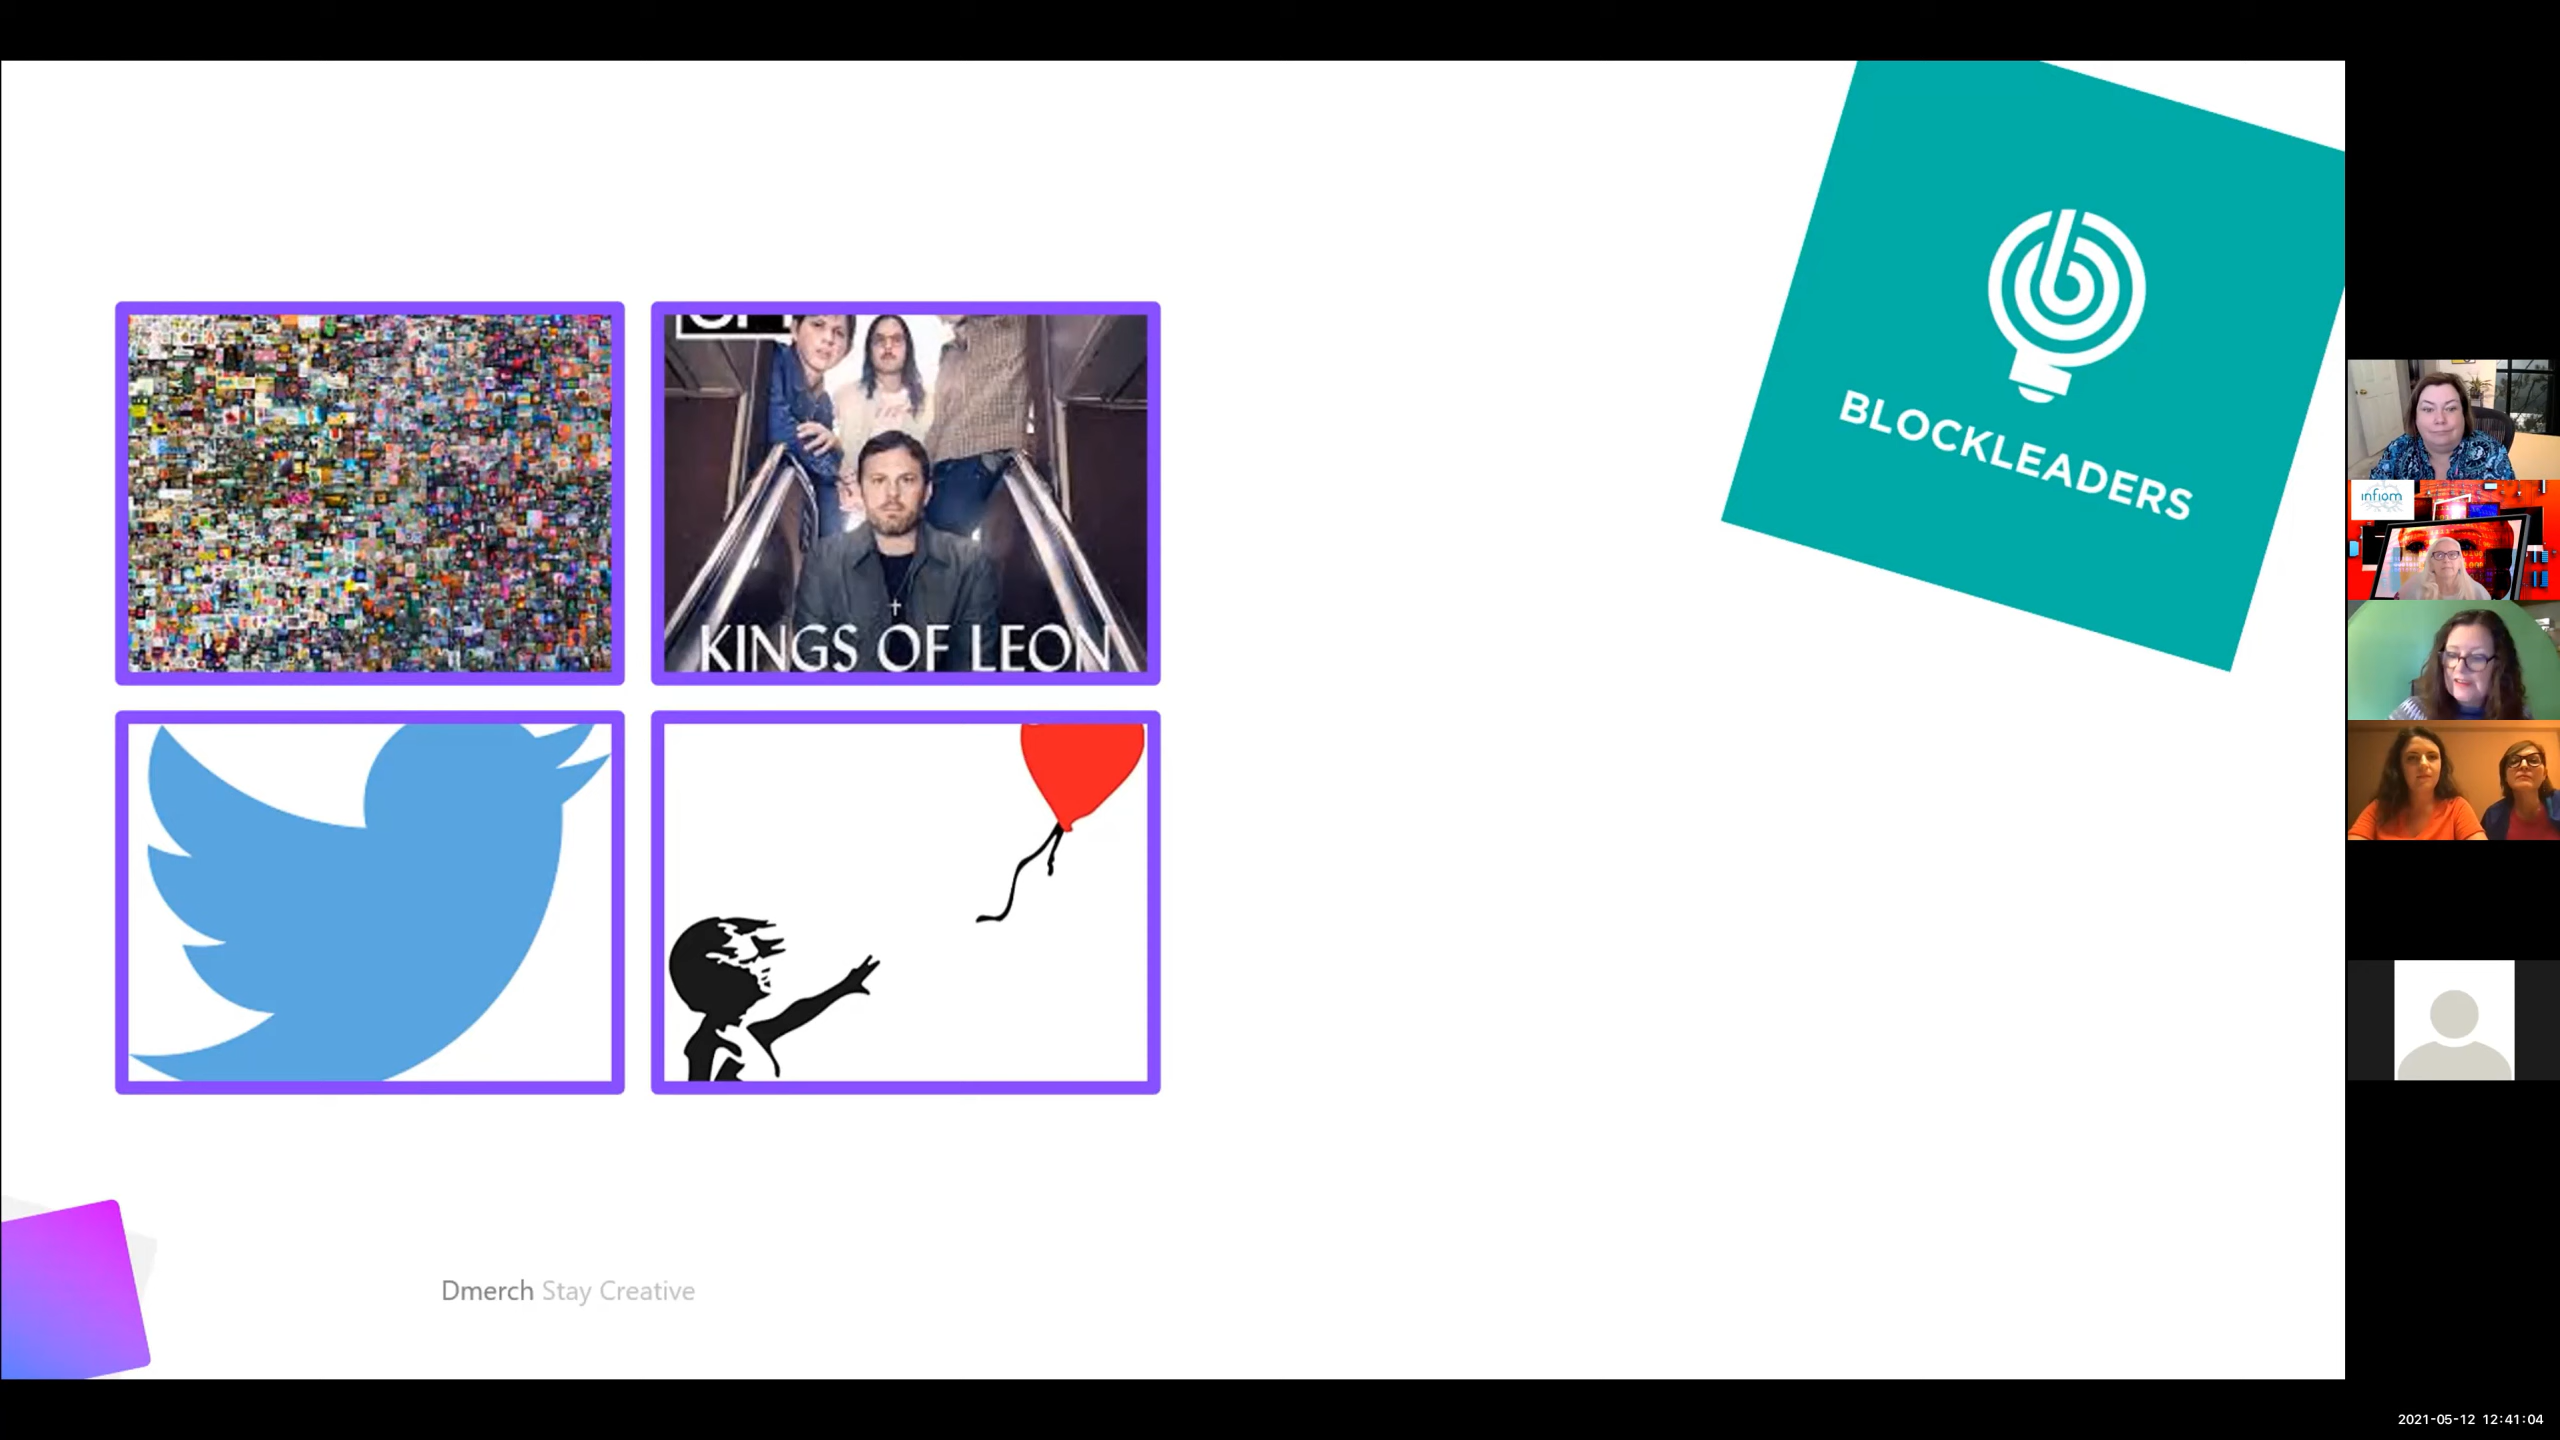 BLOCKLEADERS
KINGS OF LEON
infiom
Dmerch Stay Creative
2021-05-12 12:41:04